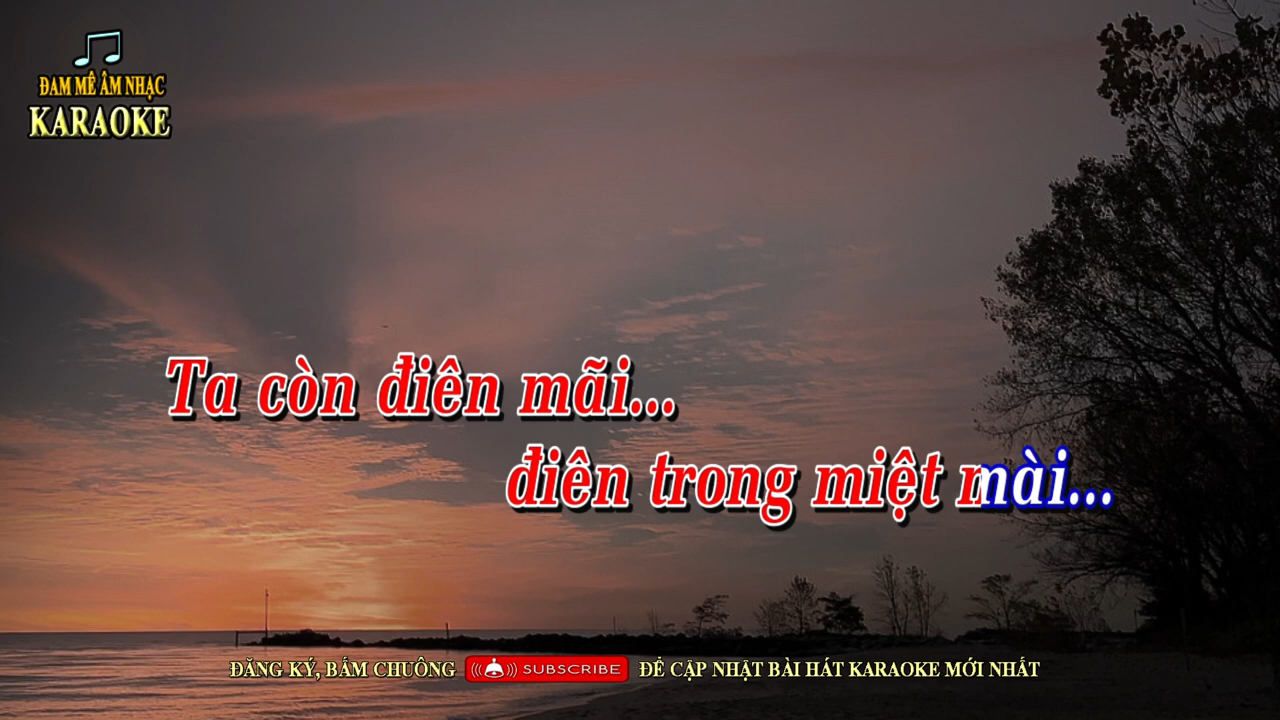 ĐAM MÊ ÂM NHẠC
KARAOKE
Ta còn điên mãi...
điên trong miệt mài...
ĐĂNG KÝ, BẤM CHUÔNG SUBSCRIBE ĐỂ CẬP NHẬT BÀI HÁT KARAOKE MỚI NHẤT